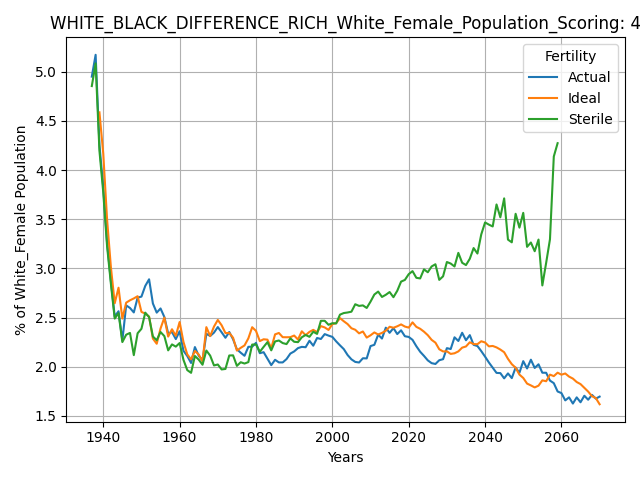 WHITE_BLACK_DIFFERENCE_RICH_White_Female_Population_Scoring: 4
Fertility
Actual
Ideal
Sterile
% of White_Female Population
5.0
4.5
4.0
3.5
3.0
2.5
2.0
1.5
1940
1960
1980
2000
2020
2040
2060
Years